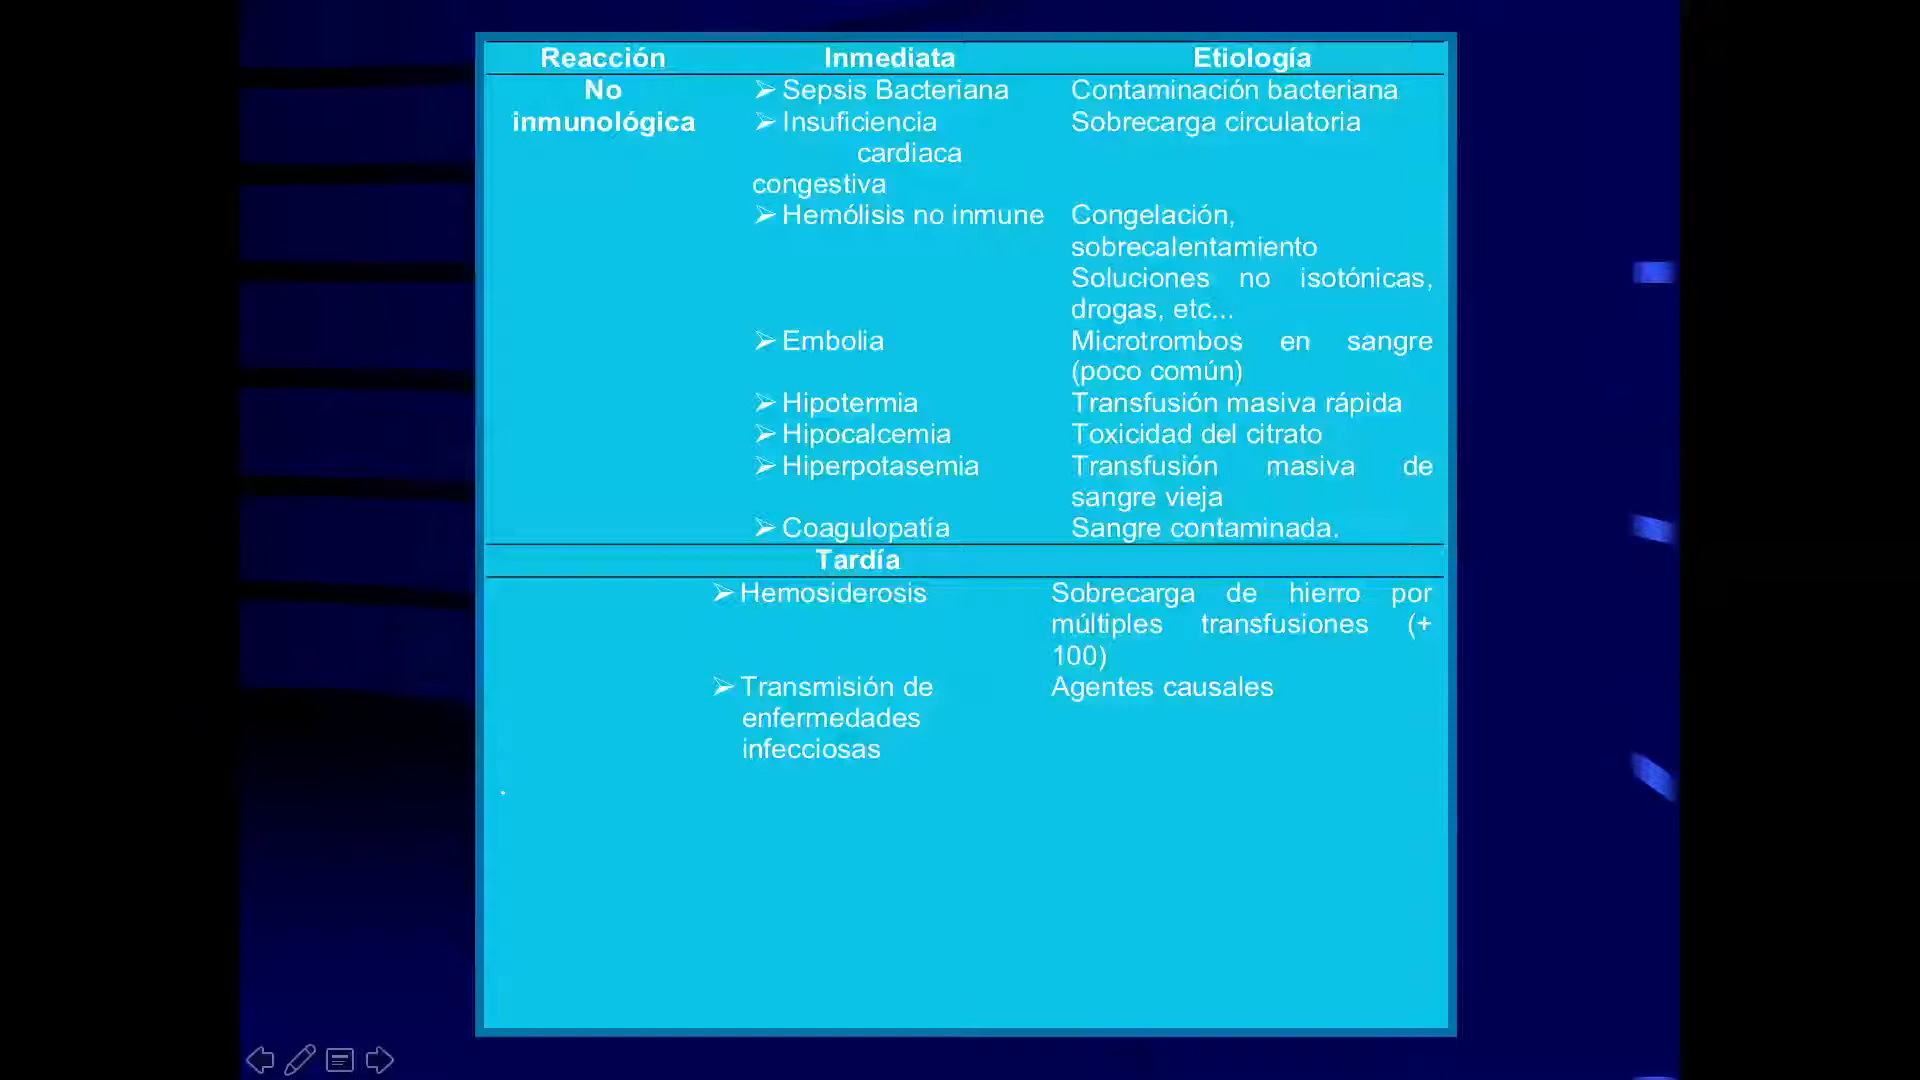 Reacción Inmediata Etiología
No ➢ Sepsis Bacteriana Contaminación bacteriana
inmunológica ➢ Insuficiencia Sobrecarga circulatoria
cardiaca
congestiva
➢ Hemólisis no inmune Congelación,
sobrecalentamiento
Soluciones no isotónicas,
drogas, etc...
➢ Embolia Microtrombos en sangre
(poco común)
➢ Hipotermia Transfusión masiva rápida
➢ Hipocalcemia Toxicidad del citrato
➢ Hiperpotasemia Transfusión masiva de
sangre vieja
➢ Coagulopatía Sangre contaminada.
Tardía
➢ Hemosiderosis Sobrecarga de hierro por
múltiples transfusiones (+
100)
➢ Transmisión de Agentes causales
enfermedades
infecciosas
.